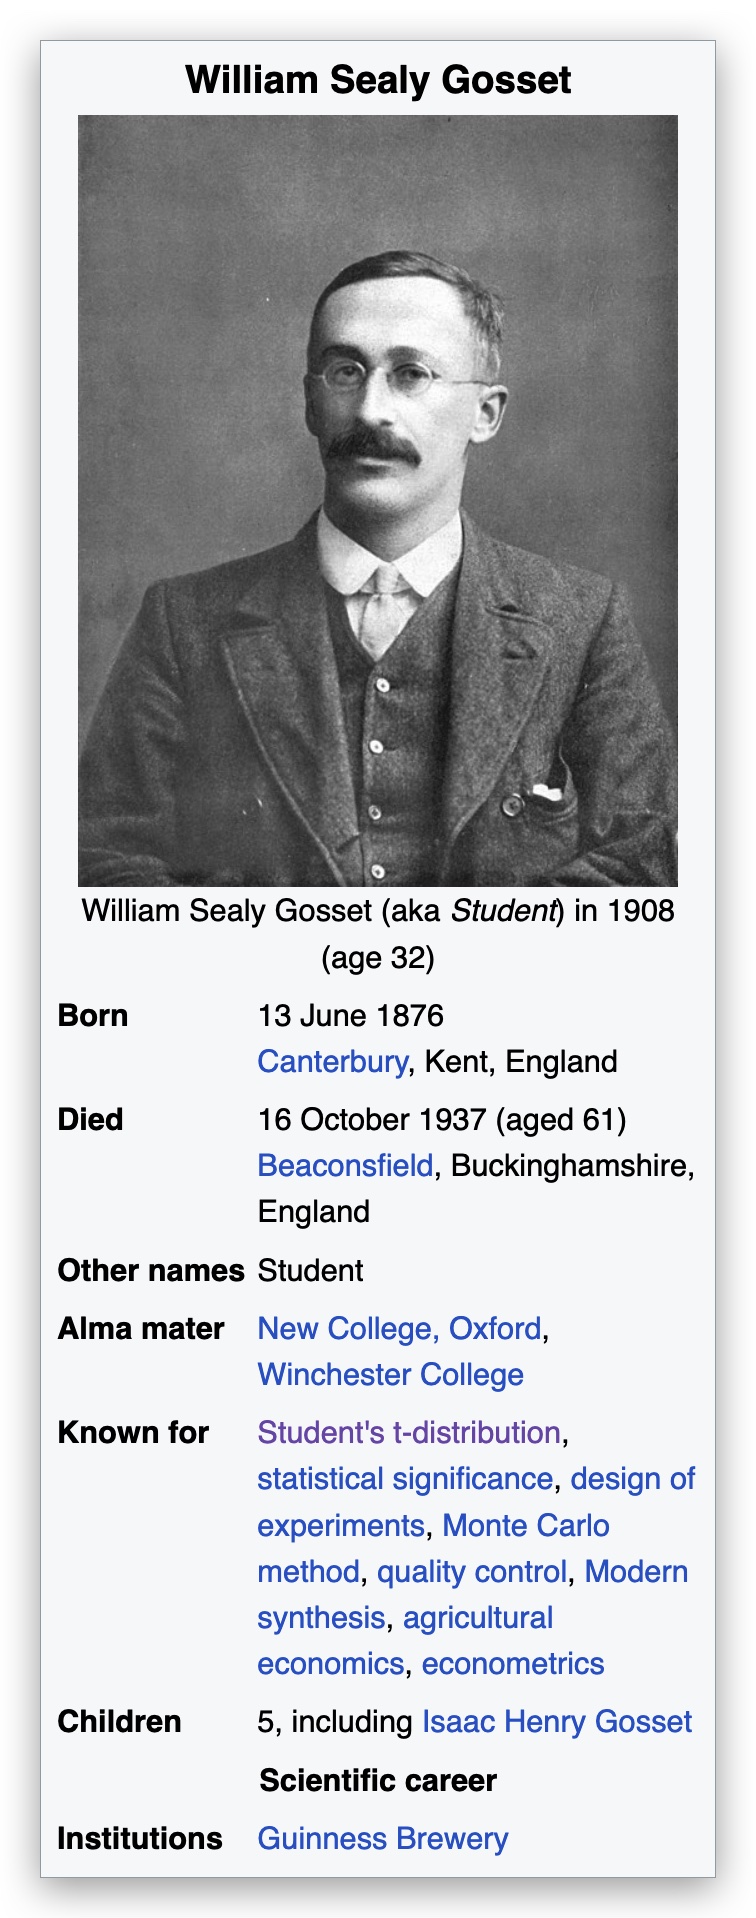 William Sealy Gosset
William Sealy Gosset (aka Student) in 1908
(age 32)
Born 13 June 1876
Canterbury, Kent, England
Died 16 October 1937 (aged 61)
Beaconsfield, Buckinghamshire,
England
Other names Student
Alma mater New College, Oxford,
Winchester College
Known for Student's t-distribution,
statistical significance, design of
experiments, Monte Carlo
method, quality control, Modern
synthesis, agricultural
economics, econometrics
Children 5, including Isaac Henry Gosset
Scientific career
Institutions Guinness Brewery